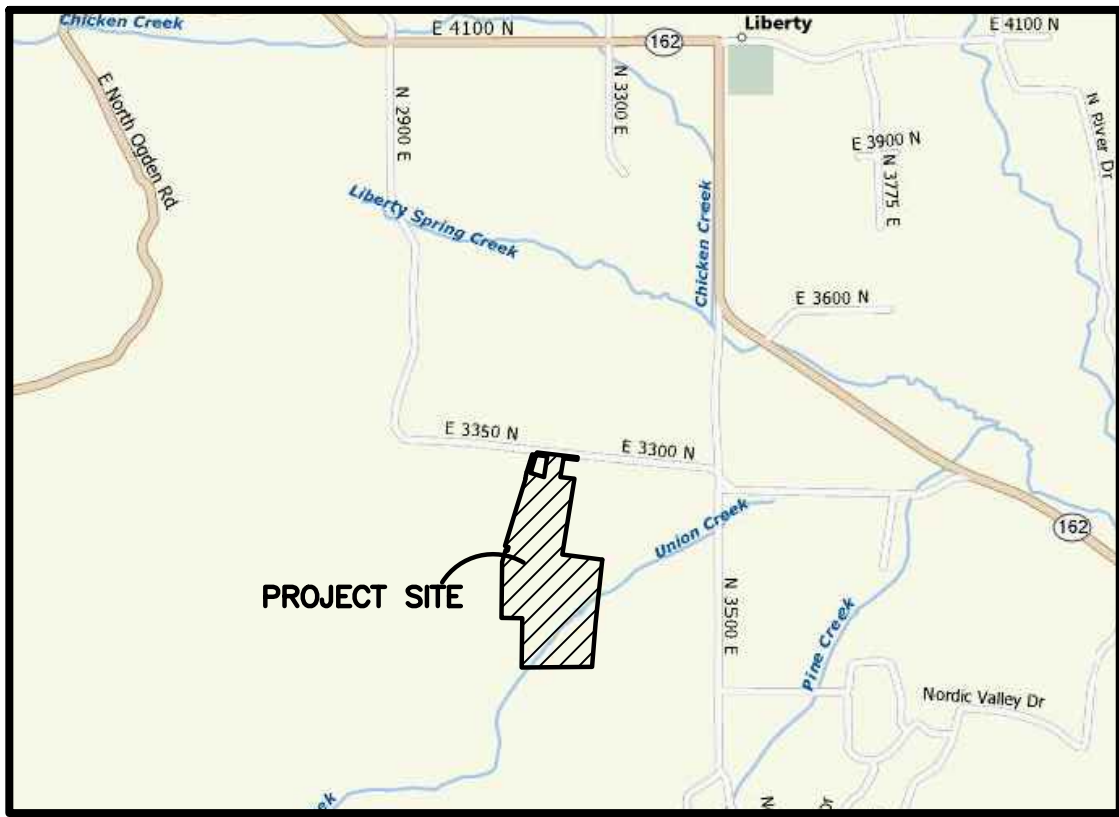 Chicken Creek
E 4100 N
162
Liberty
E 4100 N
E North Ogden Rd
N 2900 E
N 3300 E
E 3900 N
N 3775 E
N River Dr
Liberty Spring Creek
Chicken Creek
E 3600 N
E 3350 N
E 3300 N
Union Creek
162
PROJECT SITE
N 3500 E
Pine Creek
Nordic Valley Dr